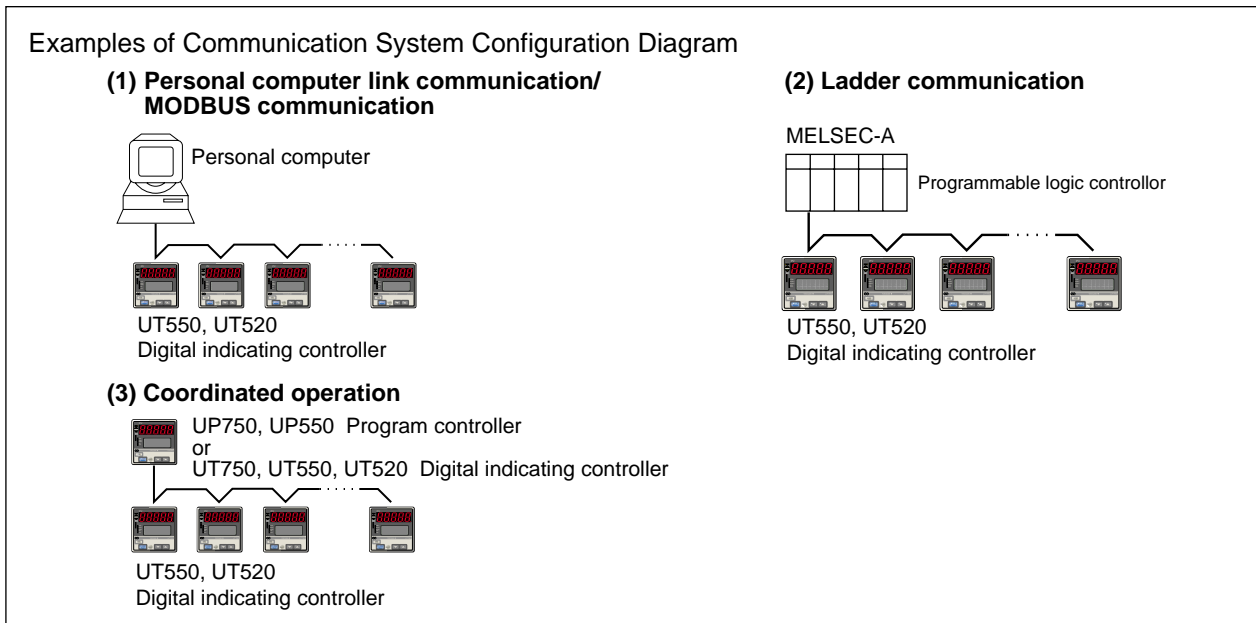 Examples of Communication System Configuration Diagram
(1) Personal computer link communication/
MODBUS communication
Personal computer
UT550, UT520
Digital indicating controller
(2) Ladder communication
MELSEC-A
Programmable logic controllor
UT550, UT520
Digital indicating controller
(3) Coordinated operation
UP750, UP550 Program controller
or
UT750, UT550, UT520 Digital indicating controller
UT550, UT520
Digital indicating controller